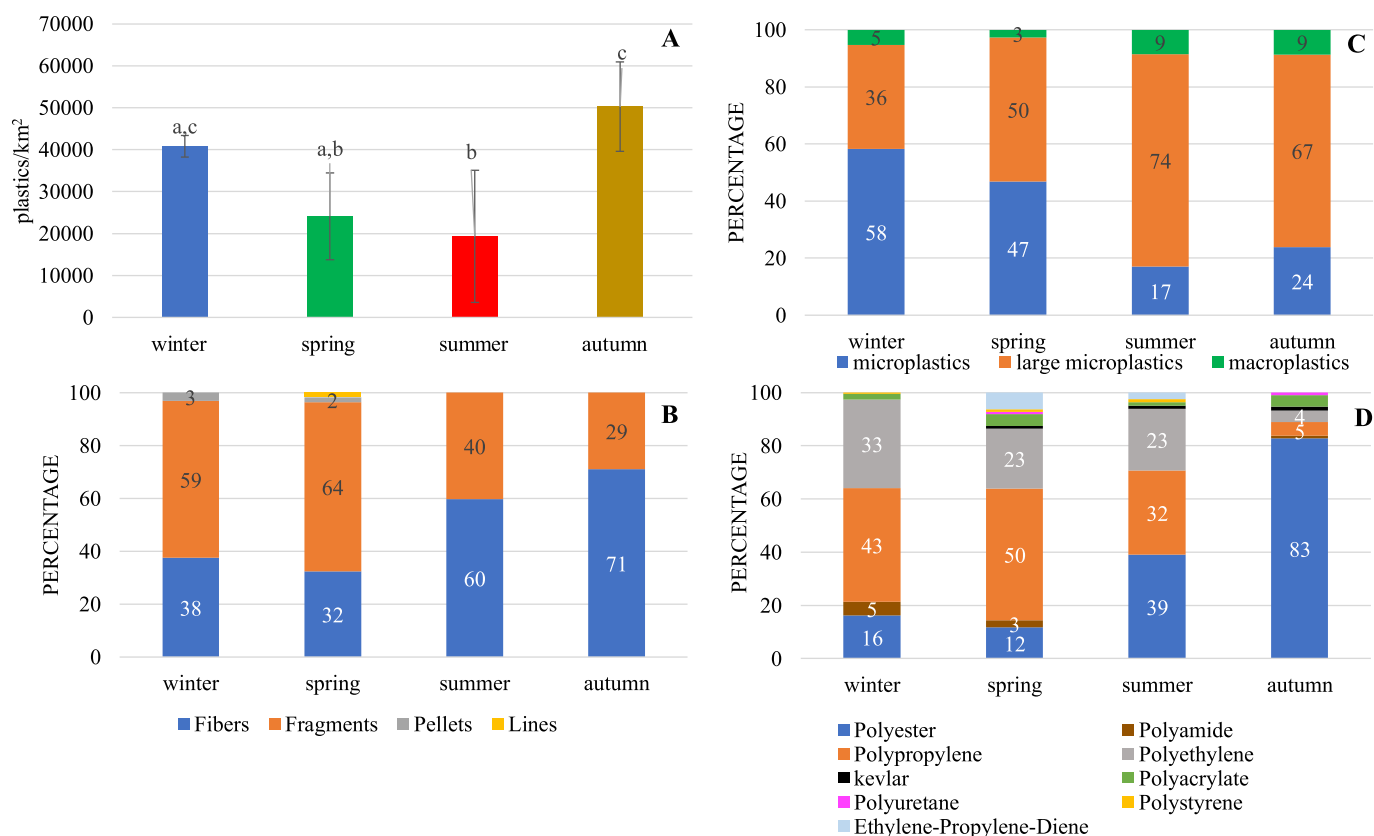 A
70000
60000
50000
40000
30000
20000
10000
0
plastics/km²
a,c
a,b
b
c
winter spring summer autumn
C
PERCENTAGE
100
80
60
40
20
0
5 3 9 9
36 50 74 67
58 47 17 24
winter spring summer autumn
microplastics large microplastics macroplastics
B
PERCENTAGE
100
80
60
40
20
0
3 2
59 64 40 29
38 32 60 71
winter spring summer autumn
Fibers Fragments Pellets Lines
D
PERCENTAGE
100
80
60
40
20
0
33 23 23 4
43 50 32 5
5 3
16 12 39 83
winter spring summer autumn
Polyester Polyamide
Polypropylene Polyethylene
kevlar Polyacrylate
Polyuretane Polystyrene
Ethylene-Propylene-Diene